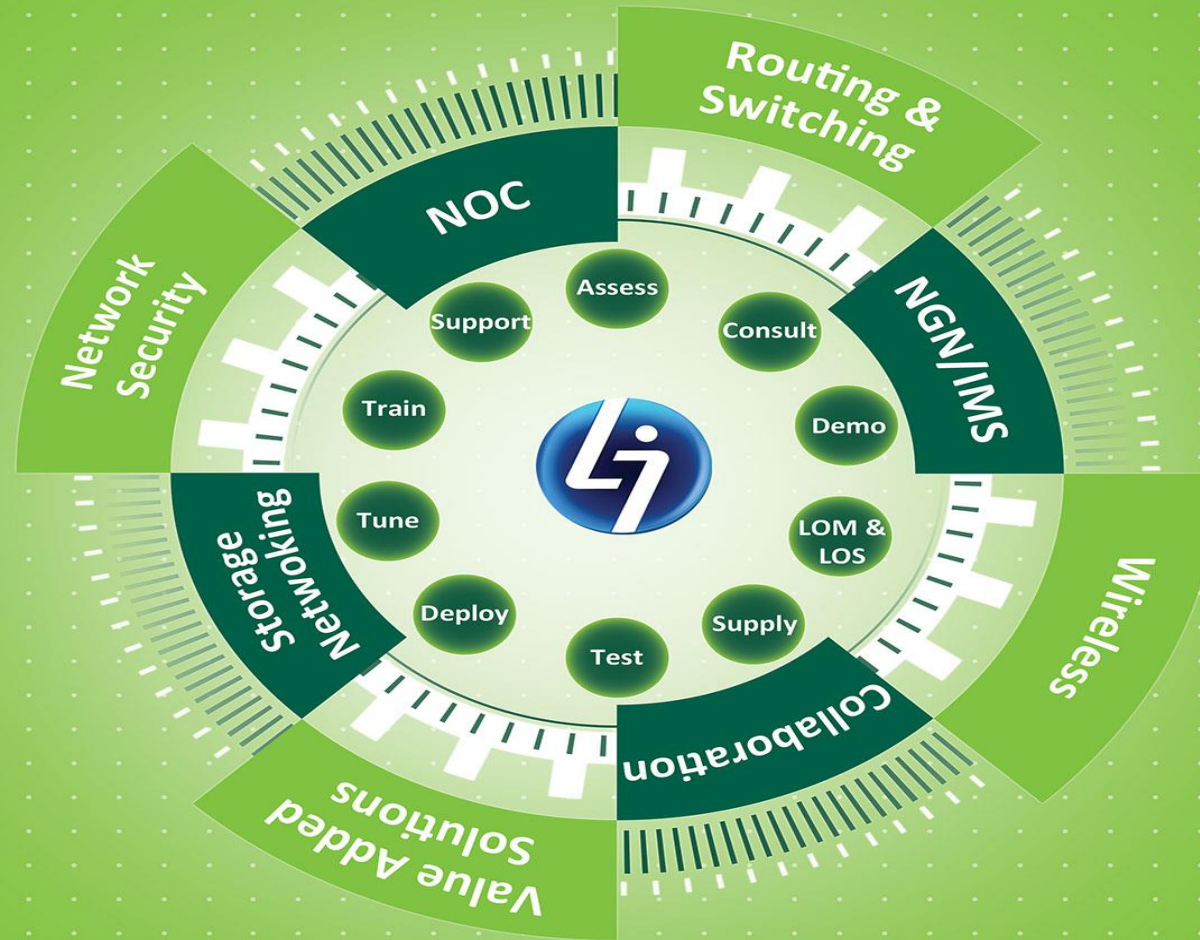 Routing &
Switching
NOC
NGN/IMS
Network
Security
Assess
Support
Consult
Train
Demo
Tune
LOM &
LOS
Deploy
Supply
Test
Storage
Networking
Wireless
Collaboration
Value Added
Solutions